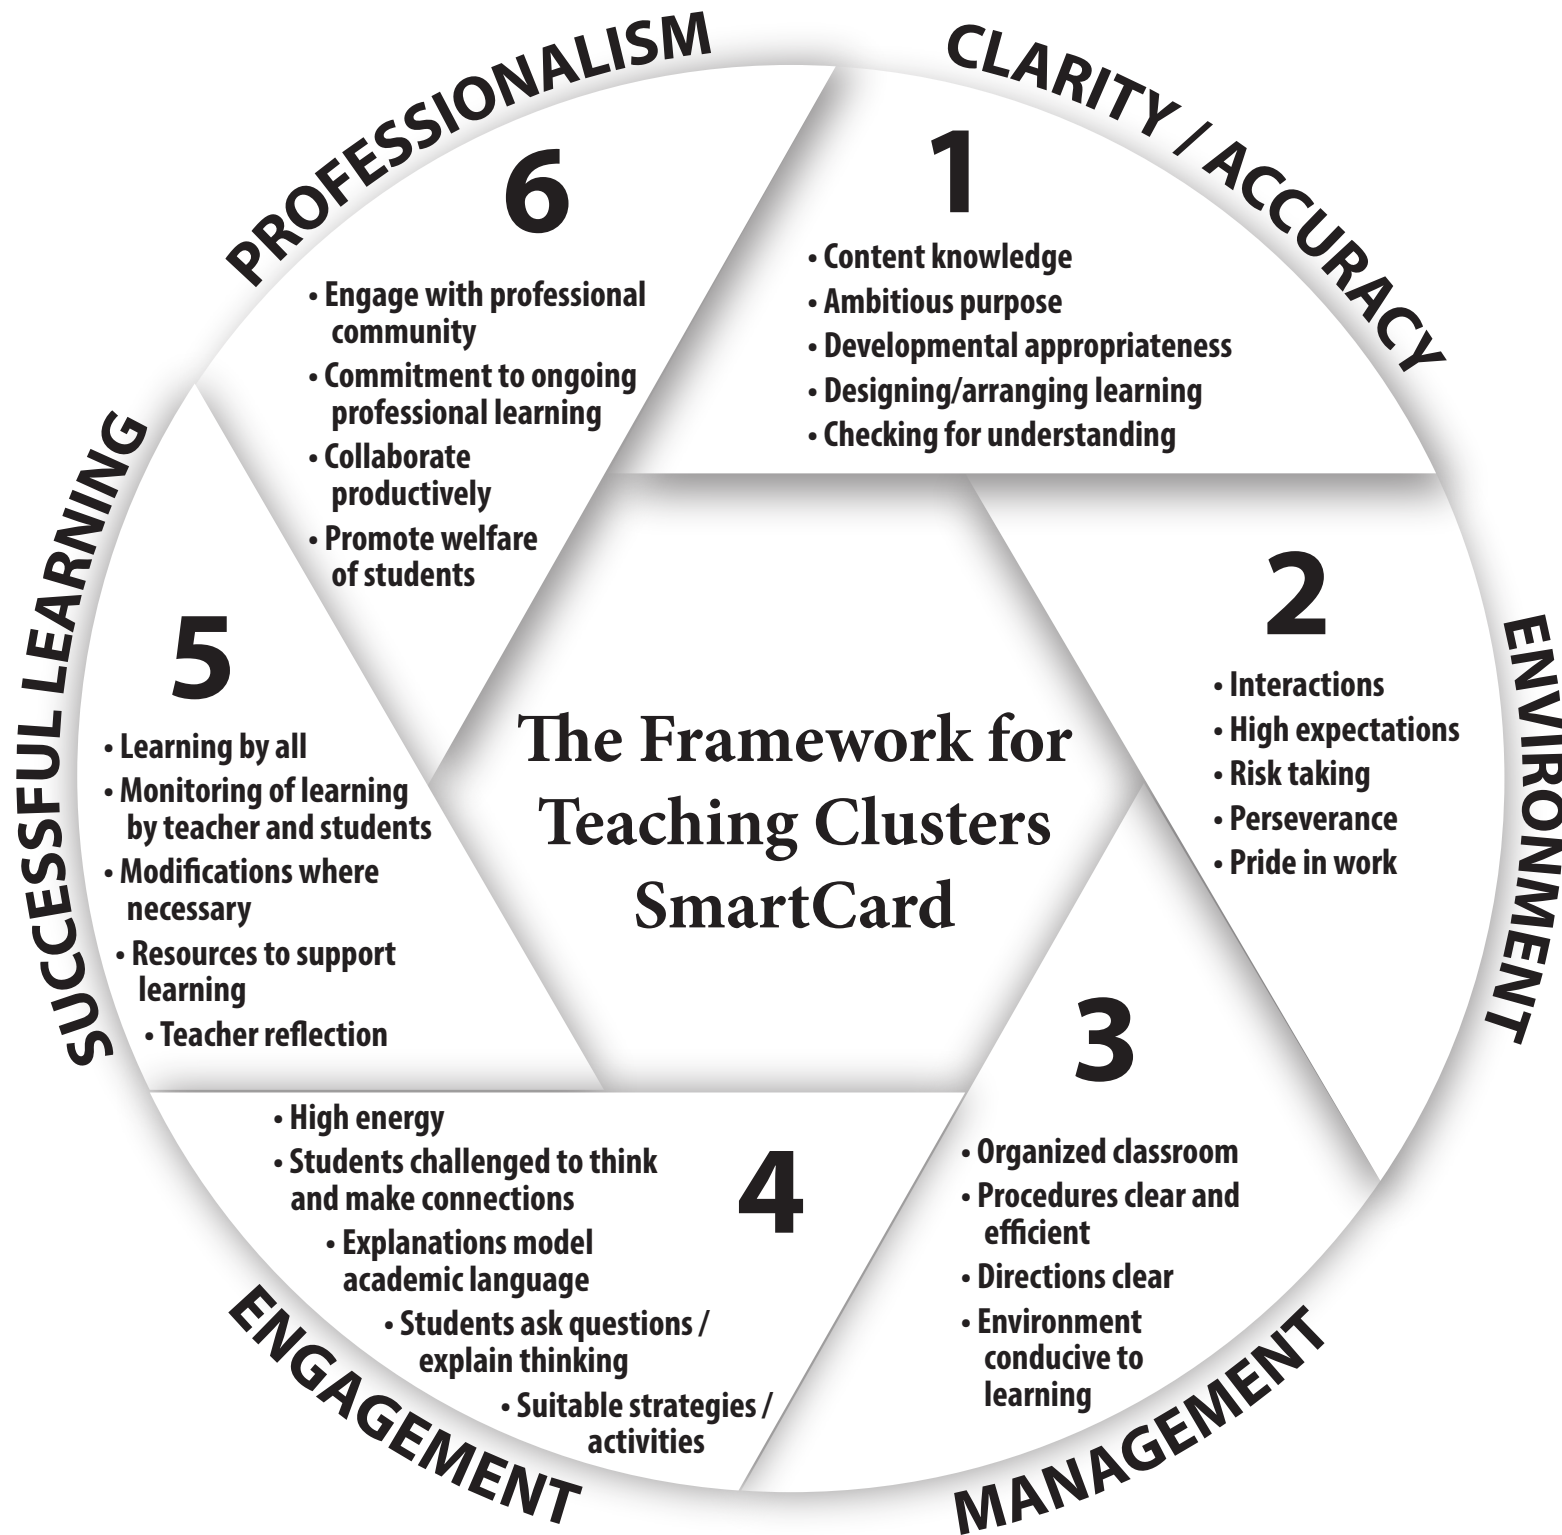 The Framework for
Teaching Clusters
SmartCard
CLARITY / ACCURACY
1
• Content knowledge
• Ambitious purpose
• Developmental appropriateness
• Designing/arranging learning
• Checking for understanding
ENVIRONMENT
2
• Interactions
• High expectations
• Risk taking
• Perseverance
• Pride in work
MANAGEMENT
3
• Organized classroom
• Procedures clear and
efficient
• Directions clear
• Environment
conducive to
learning
ENGAGEMENT
4
• High energy
• Students challenged to think
and make connections
• Explanations model
academic language
• Students ask questions /
explain thinking
• Suitable strategies /
activities
SUCCESSFUL LEARNING
5
• Learning by all
• Monitoring of learning
by teacher and students
• Modifications where
necessary
• Resources to support
learning
• Teacher reflection
PROFESSIONALISM
6
• Engage with professional
community
• Commitment to ongoing
professional learning
• Collaborate
productively
• Promote welfare
of students